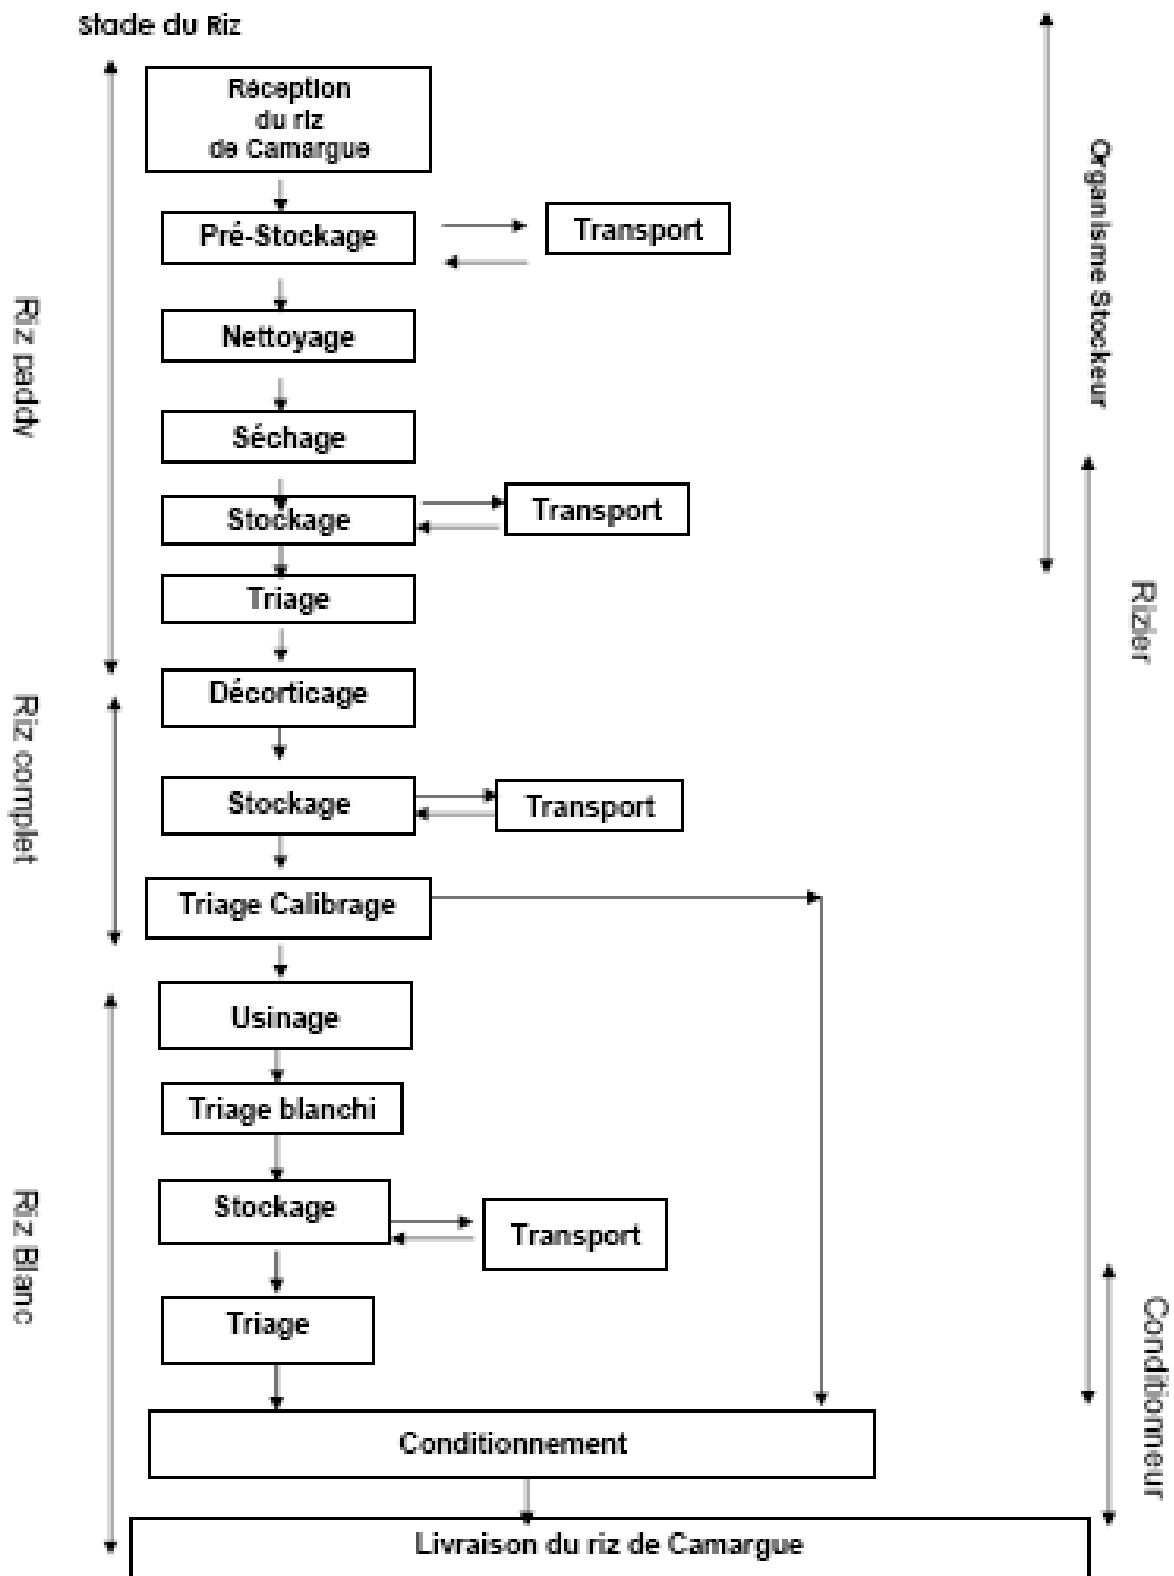 Stade du Riz
Réception
du riz
de Camargue
Pré-Stockage
Transport
Nettoyage
Séchage
Stockage
Transport
Triage
Décorticage
Stockage
Transport
Triage Calibrage
Usinage
Triage blanchi
Stockage
Transport
Triage
Conditionnement
Livraison du riz de Camargue
Riz paddy
Riz complet
Riz Blanc
Organisme Stockeur
Rizier
Conditionneur